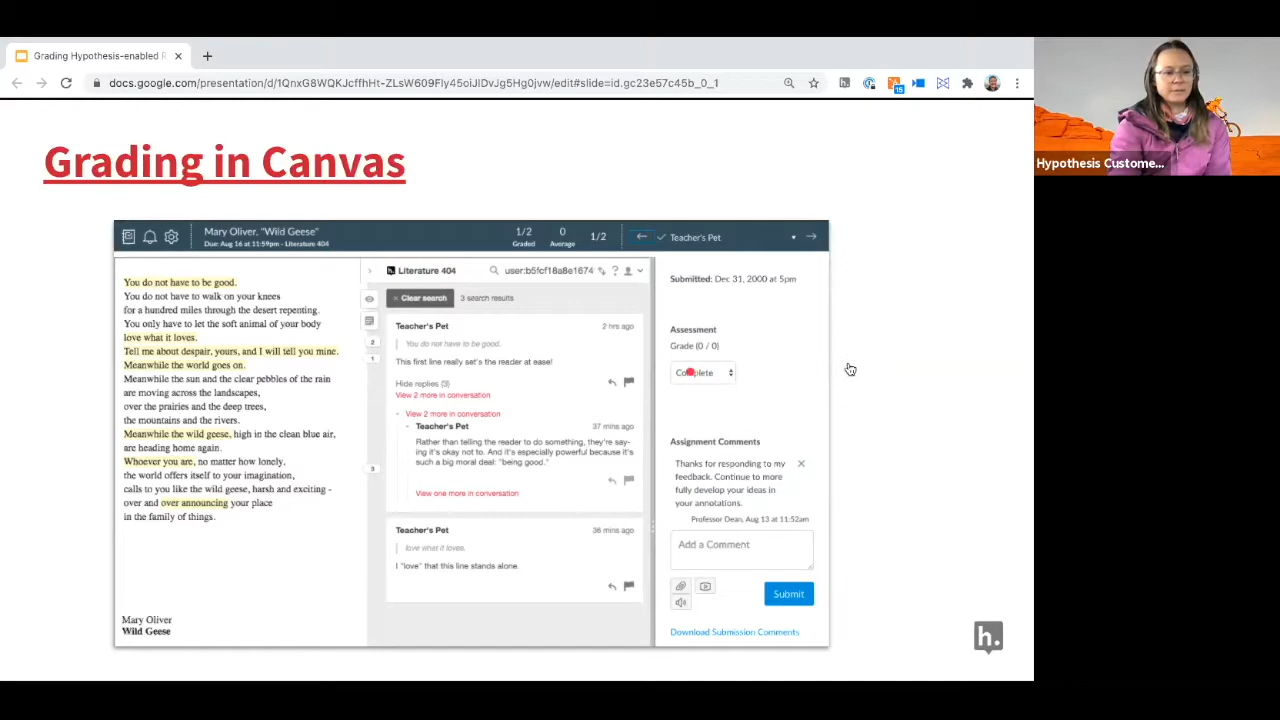 Grading Hypothesis-enabled R
docs.google.com/presentation/d/1QnxG8WQKJcffhHt-ZLsW609Fly45oiJlDvJg5Hg0jvw/edit#slide=id.gc23e57c45b_0_1
15
Hypothesis Custome...
Grading in Canvas
Mary Oliver, "Wild Geese"
Due: Aug 16 at 11:59pm - Literature 404
1/2
Graded
0
Average
1/2
Teacher's Pet
You do not have to be good.
You do not have to walk on your knees
for a hundred miles through the desert repenting.
You only have to let the soft animal of your body
love what it loves.
Tell me about despair, yours, and I will tell you mine.
Meanwhile the world goes on.
Meanwhile the sun and the clear pebbles of the rain
are moving across the landscapes,
over the prairies and the deep trees,
the mountains and the rivers.
Meanwhile the wild geese, high in the clean blue air,
are heading home again.
Whoever you are, no matter how lonely,
the world offers itself to your imagination,
calls to you like the wild geese, harsh and exciting -
over and over announcing your place
in the family of things.
Mary Oliver
Wild Geese
h. Literature 404
user:b5fcf18a8e1674
?
× Clear search
3 search results
2
1
3
Teacher's Pet
2 hrs ago
You do not have to be good.
This first line really set's the reader at ease!
Hide replies (3)
View 2 more in conversation
View 2 more in conversation
Teacher's Pet
37 mins ago
Rather than telling the reader to do something, they're say-
ing it's okay not to. And it's especially powerful because it's
such a big moral deal: "being good."
View one more in conversation
Teacher's Pet
36 mins ago
love what it loves.
I "love" that this line stands alone.
Submitted: Dec 31, 2000 at 5pm
Assessment
Grade (0 / 0)
Complete
Assignment Comments
Thanks for responding to my
feedback. Continue to more
fully develop your ideas in
your annotations.
Professor Dean, Aug 13 at 11:52am
Add a Comment
Submit
Download Submission Comments
h.